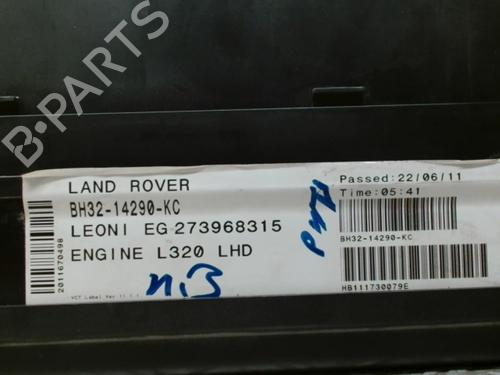 B-PARTS
LAND ROVER
BH32-14290-KC
LEONI EG 273968315
ENGINE L320 LHD
2011670498
Passed:22/06/11
Time:05:41
BH32-14290-KC
HB111730079E